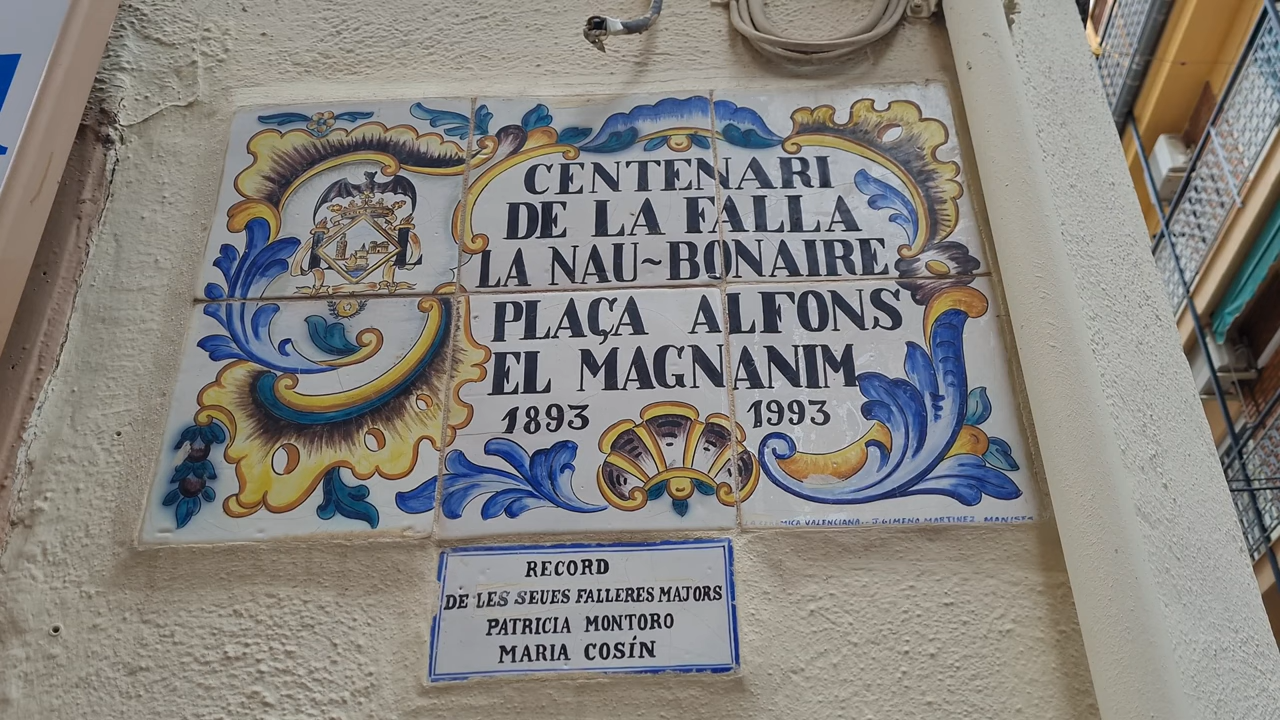 CENTENARI
DE LA FALLA
LA NAU~BONAIRE
PLAÇA ALFONS
EL MAGNANIM
1893 1993
MICA VALENCIANA.-J.GIMENO MARTINEZ MANISES
RECORD
DE LES SEUES FALLERES MAJORS
PATRICIA MONTORO
MARIA COSÍN